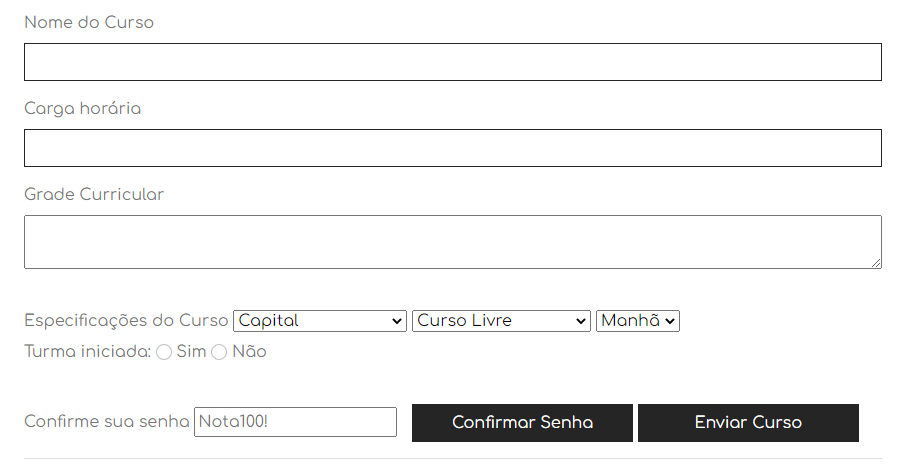 Nome do Curso
Carga horária
Grade Curricular
Especificações do Curso Capital Curso Livre Manhã
Turma iniciada: Sim Não
Confirme sua senha Nota100! Confirmar Senha Enviar Curso